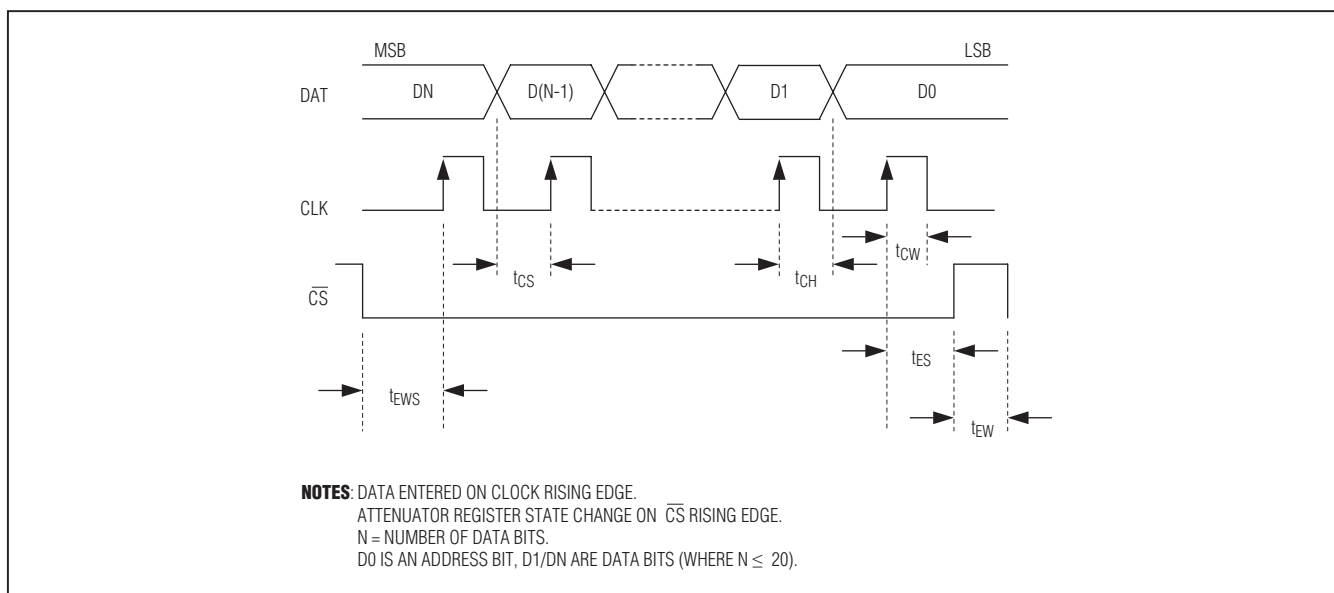 MSB LSB
DAT DN D(N-1) D1 D0
CLK
tCW
tCS tCH
CS
tES
tEWS
tEW
NOTES: DATA ENTERED ON CLOCK RISING EDGE.
ATTENUATOR REGISTER STATE CHANGE ON C̅S̅ RISING EDGE.
N = NUMBER OF DATA BITS.
D0 IS AN ADDRESS BIT, D1/DN ARE DATA BITS (WHERE N ≤ 20).